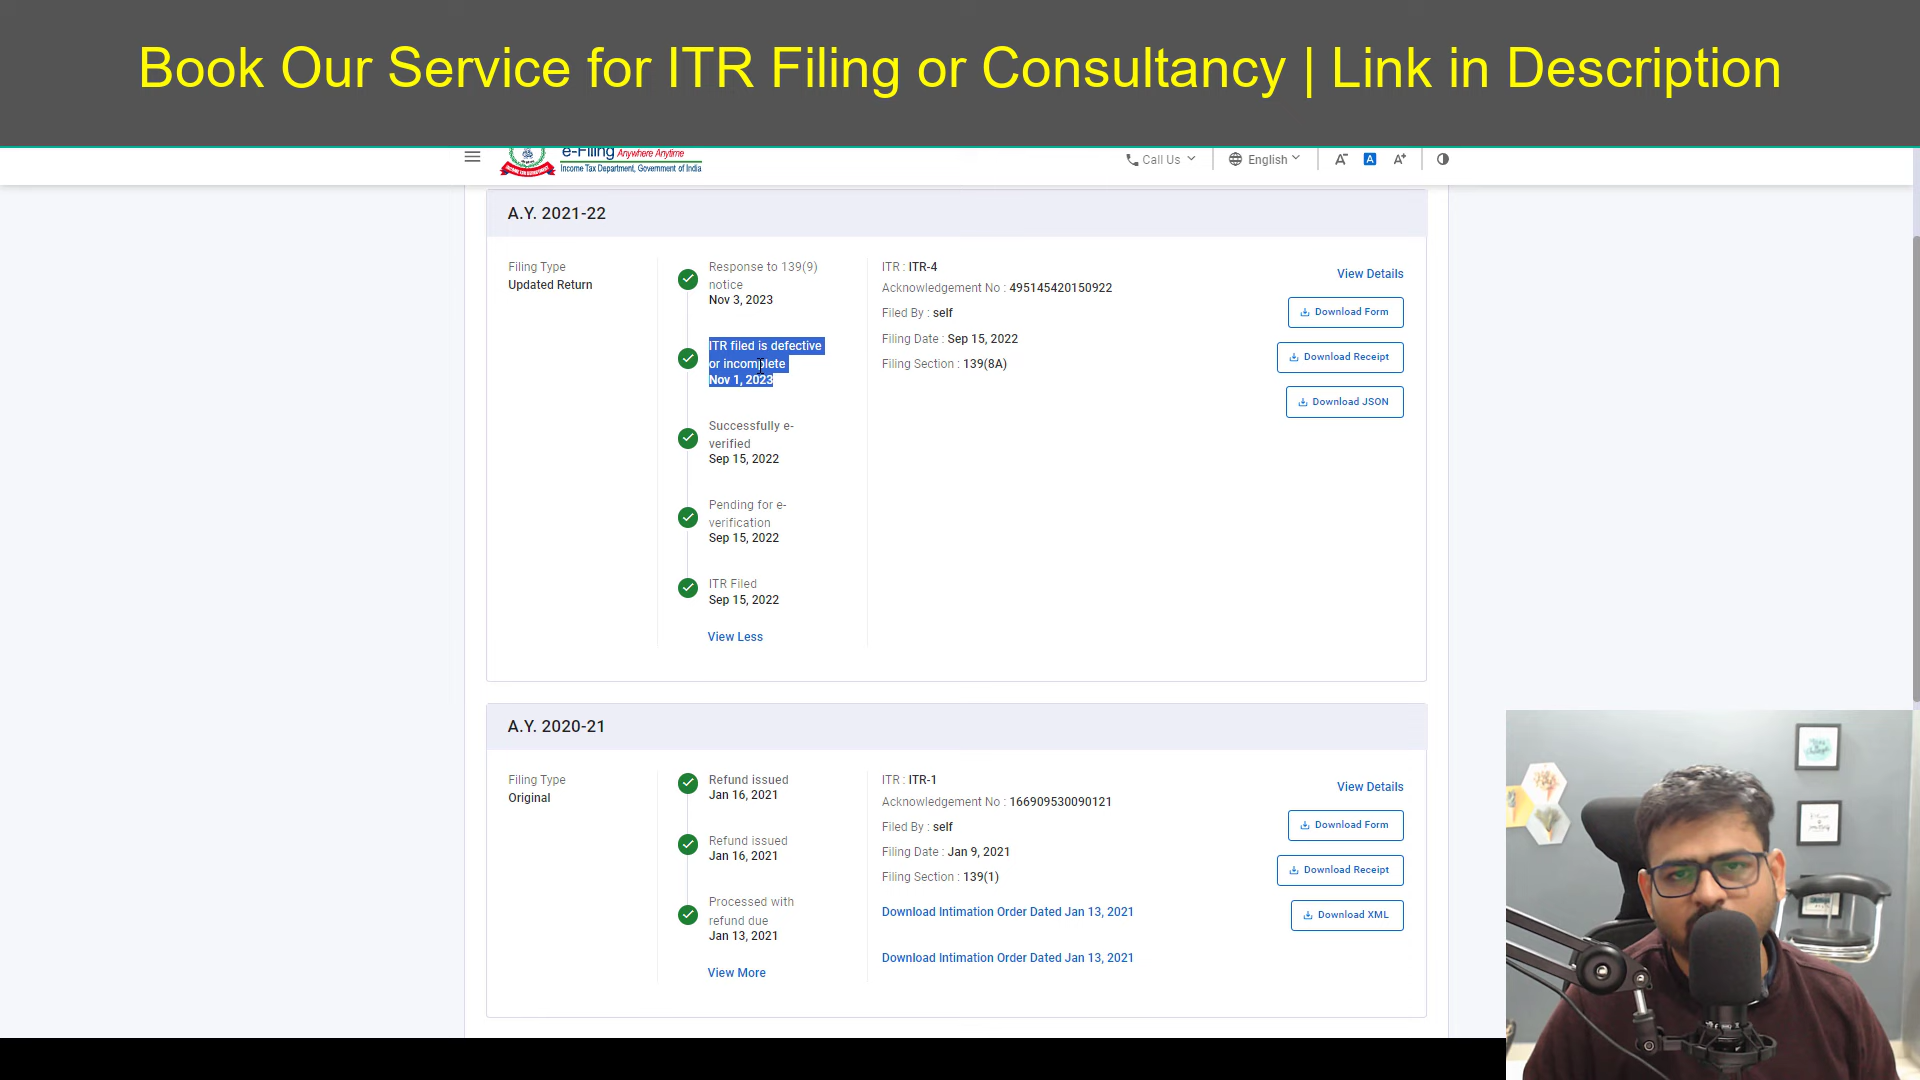 Book Our Service for ITR Filing or Consultancy | Link in Description
e-Filing Anywhere Anytime
Income Tax Department, Government of India
Call Us
English
A-
A
A+
A.Y. 2021-22
Filing Type
Updated Return
Response to 139(9)
notice
Nov 3, 2023
ITR filed is defective
or incomplete
Nov 1, 2023
Successfully e-
verified
Sep 15, 2022
Pending for e-
verification
Sep 15, 2022
ITR Filed
Sep 15, 2022
View Less
ITR : ITR-4
Acknowledgement No : 495145420150922
Filed By : self
Filing Date : Sep 15, 2022
Filing Section : 139(8A)
View Details
Download Form
Download Receipt
Download JSON
A.Y. 2020-21
Filing Type
Original
Refund issued
Jan 16, 2021
Refund issued
Jan 16, 2021
Processed with
refund due
Jan 13, 2021
View More
ITR : ITR-1
Acknowledgement No : 166909530090121
Filed By : self
Filing Date : Jan 9, 2021
Filing Section : 139(1)
Download Intimation Order Dated Jan 13, 2021
Download Intimation Order Dated Jan 13, 2021
View Details
Download Form
Download Receipt
Download XML